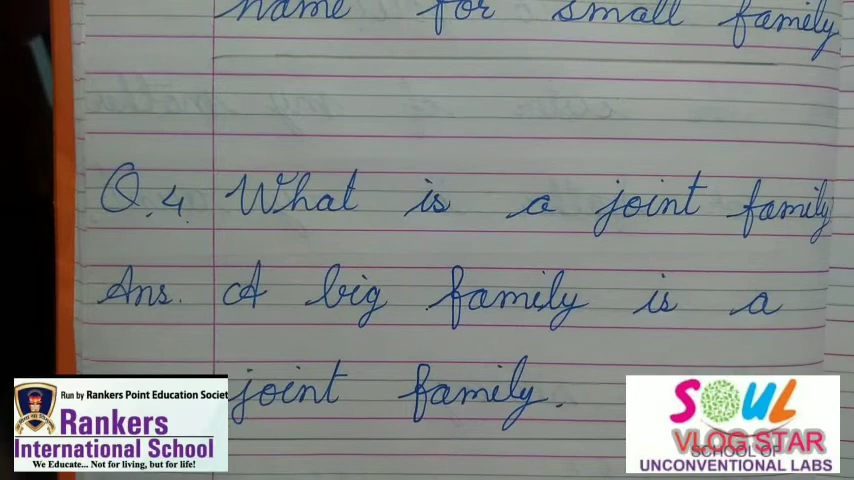 name for small family
Q.4. What is a joint family
Ans. A big family is a
joint family.
Run by Rankers Point Education Societ
Rankers
International School
We Educate... Not for living, but for life!
SOUL
VLOG STAR
SCHOOL OF
UNCONVENTIONAL LABS